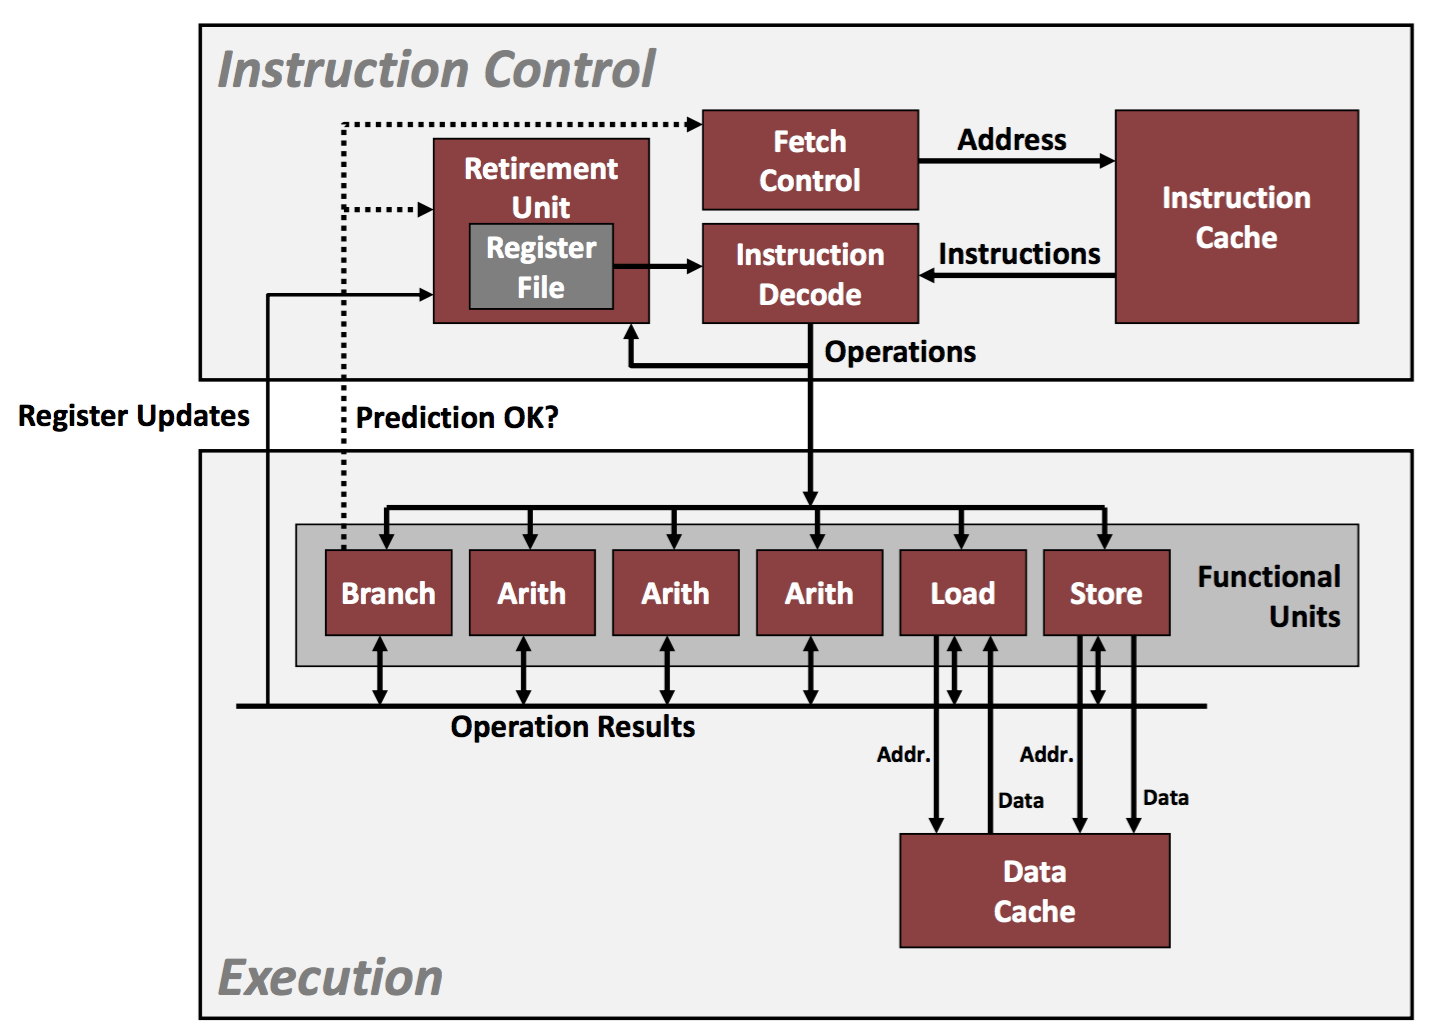 Instruction Control
Fetch
Control
Address
Instruction
Cache
Retirement
Unit
Register
File
Instruction
Decode
Instructions
Operations
Register Updates
Prediction OK?
Branch
Arith
Arith
Arith
Load
Store
Functional
Units
Operation Results
Addr.
Data
Addr.
Data
Data
Cache
Execution